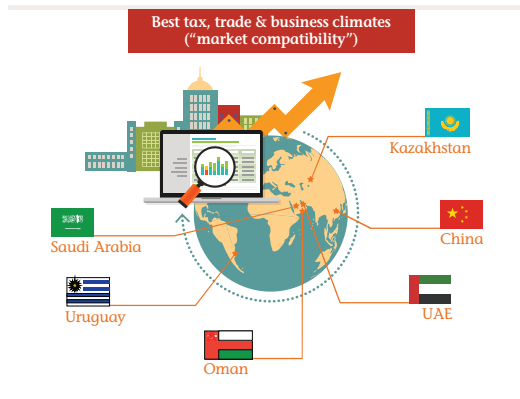 Best tax, trade & business climates
(“market compatibility”)
Kazakhstan
China
Saudi Arabia
Uruguay
UAE
Oman